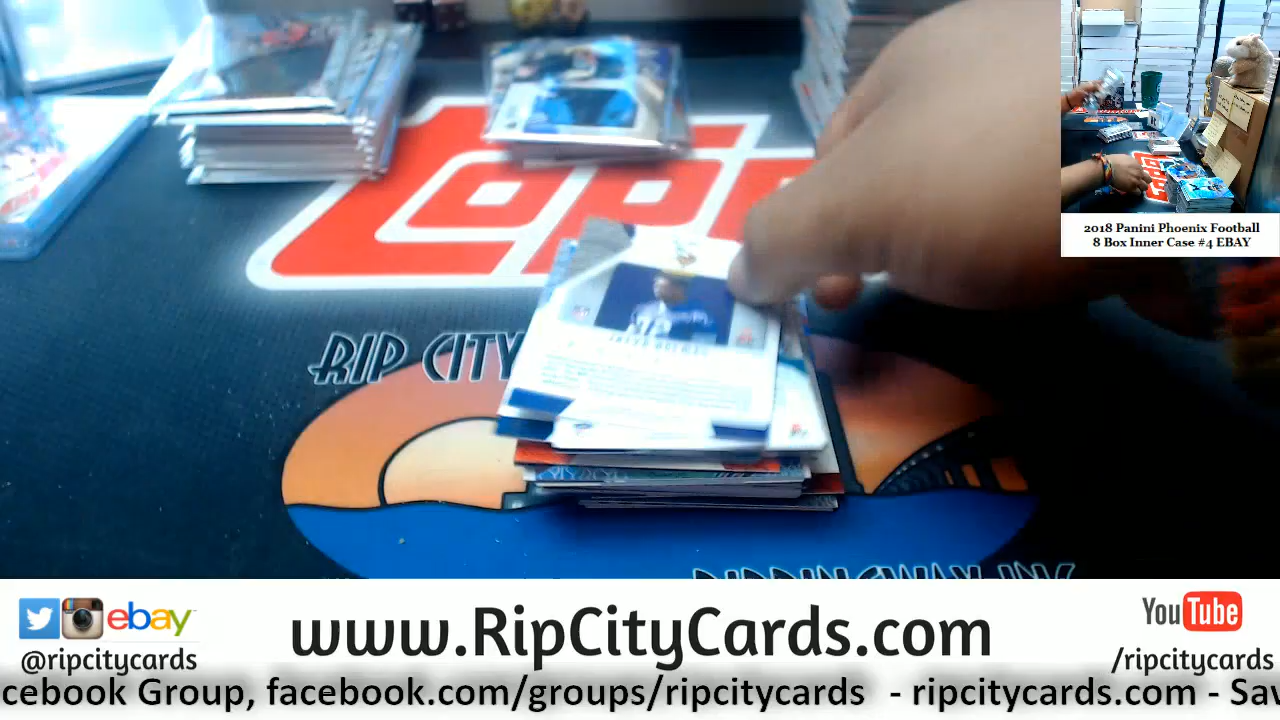 2018 Panini Phoenix Football
8 Box Inner Case #4 EBAY
RIP CITY
ebay
www.RipCityCards.com
YouTube
@ripcitycards
/ripcitycards
cebook Group, facebook.com/groups/ripcitycards - ripcitycards.com - Sav